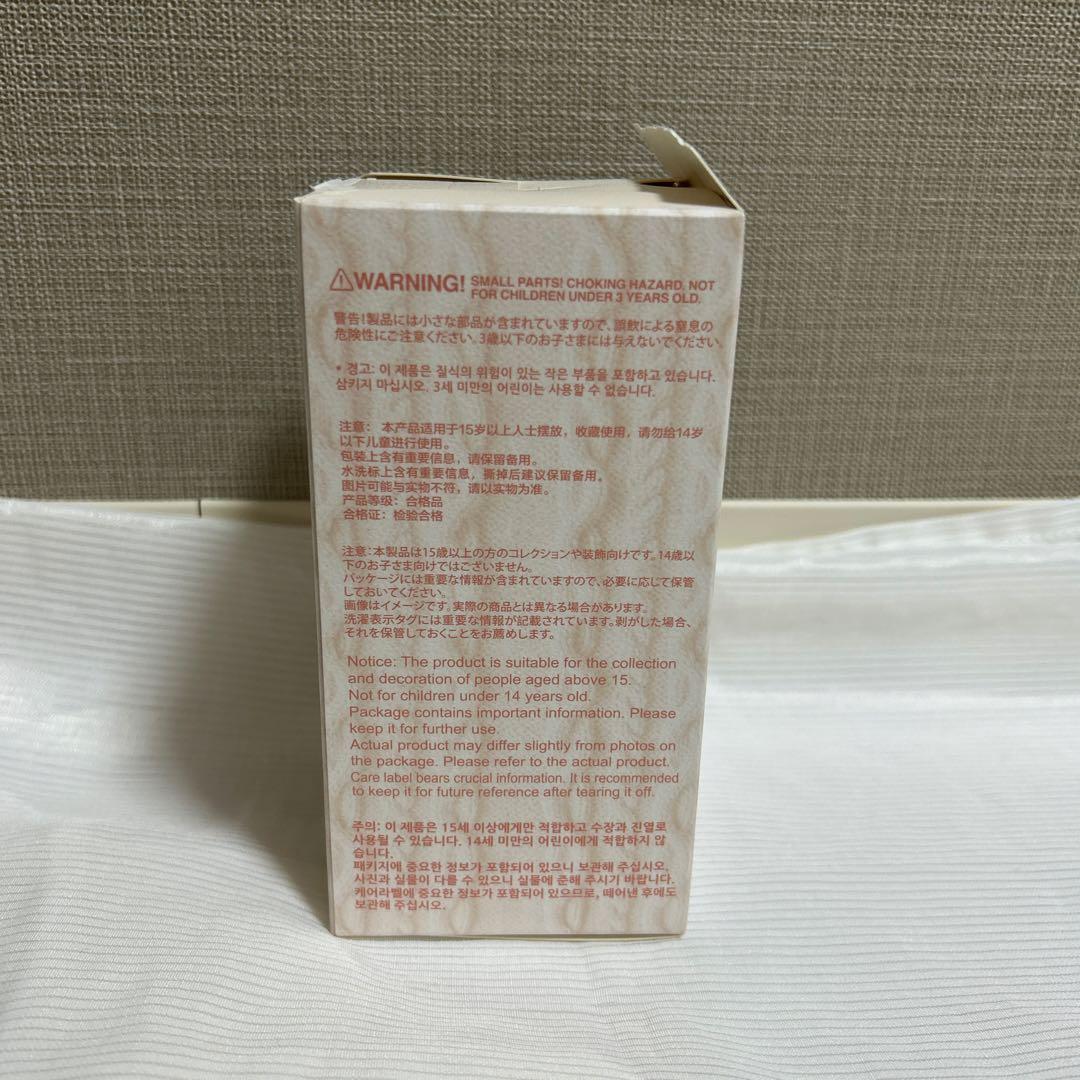 ⚠WARNING! SMALL PARTS! CHOKING HAZARD. NOT
FOR CHILDREN UNDER 3 YEARS OLD.
警告!製品には小さな部品が含まれていますので、誤飲による窒息の
危険性にご注意ください。3歳以下のお子さまには与えないでください。
* 경고: 이 제품은 질식의 위험이 있는 작은 부품을 포함하고 있습니다.
삼키지 마십시오. 3세 미만의 어린이는 사용할 수 없습니다.
注意： 本产品适用于15岁以上人士摆放，收藏使用，请勿给14岁
以下儿童进行使用。
包装上含有重要信息，请保留备用。
水洗标上含有重要信息，撕掉后建议保留备用。
图片可能与实物不符，请以实物为准。
产品等级：合格品
合格证：检验合格
注意:本製品は15歳以上の方のコレクションや装飾向けです。14歳以
下のお子さま向けではございません。
パッケージには重要な情報が含まれていますので、必要に応じて保管
しておいてください。
画像はイメージです。実際の商品とは異なる場合があります。
洗濯表示タグには重要な情報が記載されています。剥がした場合、
それを保管しておくことをお薦めします。
Notice: The product is suitable for the collection
and decoration of people aged above 15.
Not for children under 14 years old.
Package contains important information. Please
keep it for further use.
Actual product may differ slightly from photos on
the package. Please refer to the actual product.
Care label bears crucial information. It is recommended
to keep it for future reference after tearing it off.
주의: 이 제품은 15세 이상에게만 적합하고 수장과 진열로
사용될 수 있습니다. 14세 미만의 어린이에게 적합하지 않
습니다.
패키지에 중요한 정보가 포함되어 있으니 보관해 주십시오.
사진과 실물이 다를 수 있으니 실물에 준해 주시기 바랍니다.
케어라벨에 중요한 정보가 포함되어 있으므로, 떼어낸 후에도
보관해 주십시오.